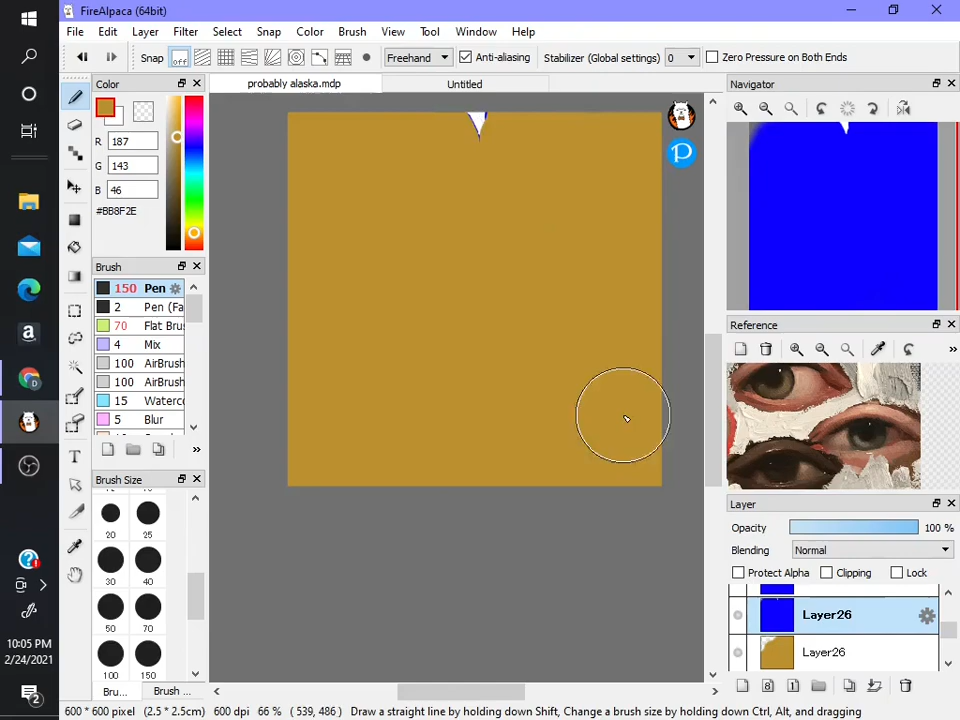 FireAlpaca (64bit)
File Edit Layer Filter Select Snap Color Brush View Tool Window Help
Snap off Freehand Anti-aliasing Stabilizer (Global settings) 0 Zero Pressure on Both Ends
Color
R 187
G 143
B 46
#BB8F2E
probably alaska.mdp
Untitled
Navigator
Brush
150 Pen
2 Pen (Fa
70 Flat Brus
4 Mix
100 AirBrush
100 AirBrush
15 Waterco
5 Blur
Brush Size
20 25
30 40
50 70
100 150
Bru...
Brush ...
Reference
Layer
Opacity 100 %
Blending Normal
Protect Alpha Clipping Lock
Layer26
Layer26
10:05 PM
2/24/2021
2
600 * 600 pixel (2.5 * 2.5cm) 600 dpi 66 % ( 539, 486 ) Draw a straight line by holding down Shift, Change a brush size by holding down Ctrl, Alt, and dragging